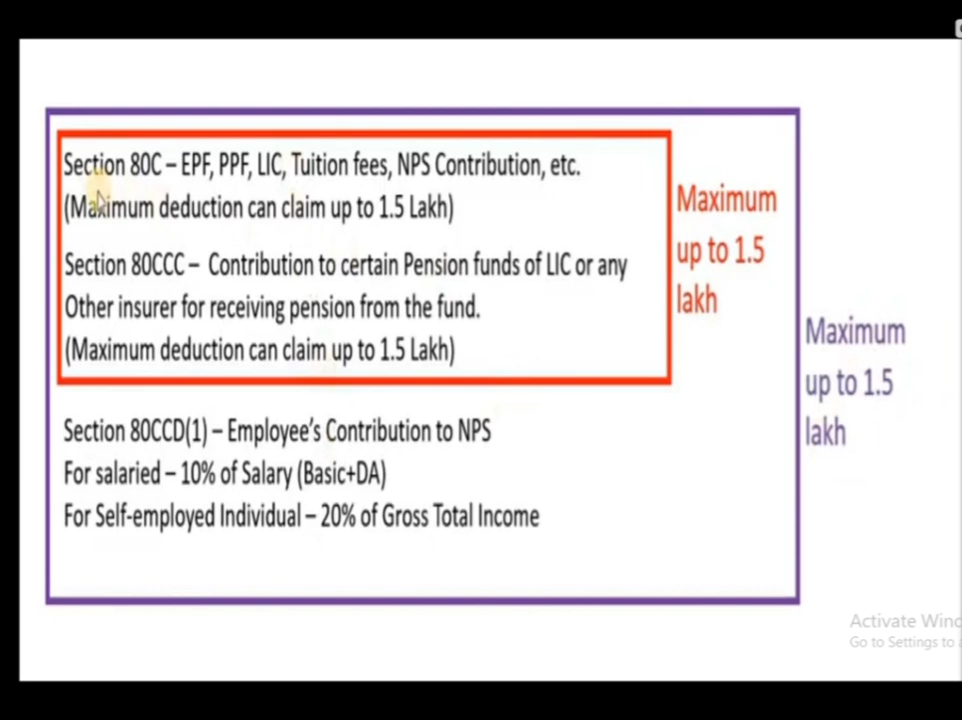 Section 80C – EPF, PPF, LIC, Tuition fees, NPS Contribution, etc.
(Maximum deduction can claim up to 1.5 Lakh)
Section 80CCC – Contribution to certain Pension funds of LIC or any
Other insurer for receiving pension from the fund.
(Maximum deduction can claim up to 1.5 Lakh)
Maximum
up to 1.5
lakh
Section 80CCD(1) – Employee's Contribution to NPS
For salaried – 10% of Salary (Basic+DA)
For Self-employed Individual – 20% of Gross Total Income
Maximum
up to 1.5
lakh
Activate
Go to Settings to